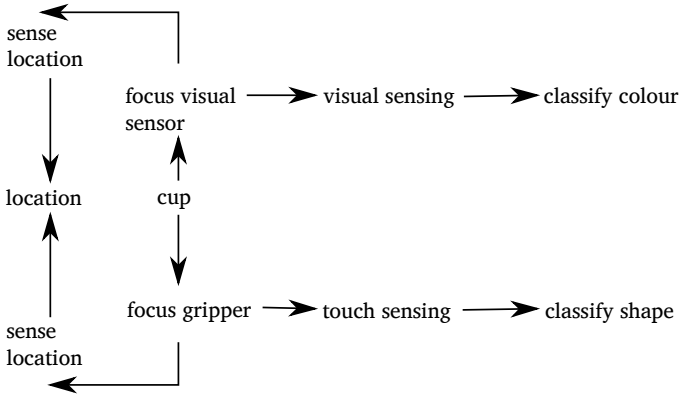 sense
location
focus visual
sensor
visual sensing
classify colour
location
cup
focus gripper
touch sensing
classify shape
sense
location